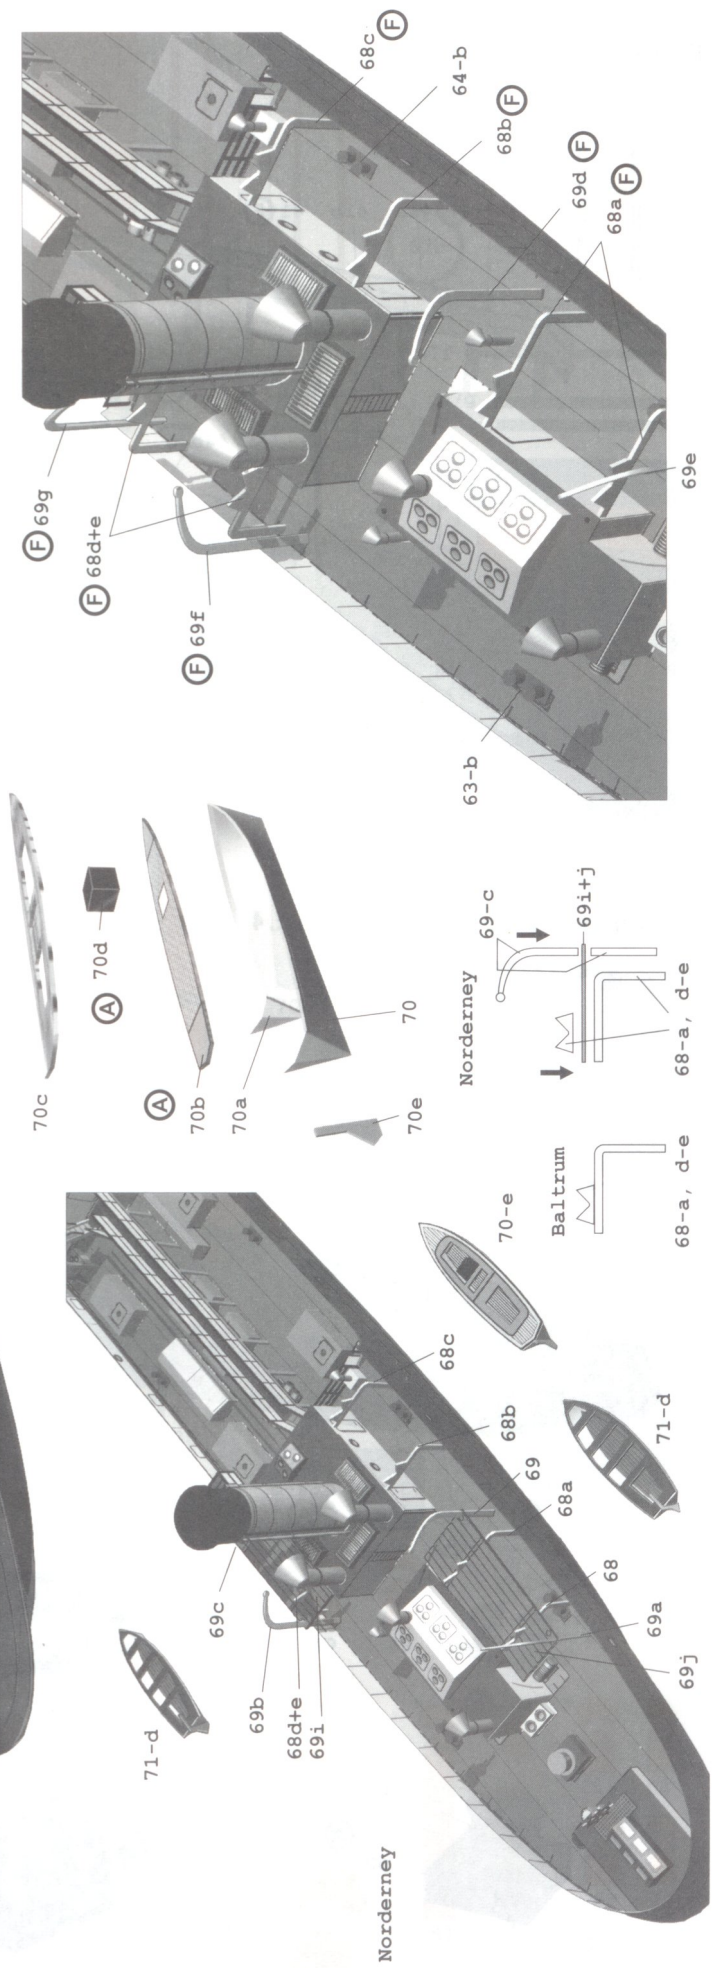 68c F
64-b
68b F
69d F
68a F
69e
F 69g
F 68d+e
F 69f
63-b
70c
A 70d
A
70b
70a
70
70e
Norderney
69-c
69i+j
68-a, d-e
Baltrum
68-a, d-e
70-e
71-d
68c
68b
69
68a
68
69a
69j
69c
69b
68d+e
69i
71-d
Norderney